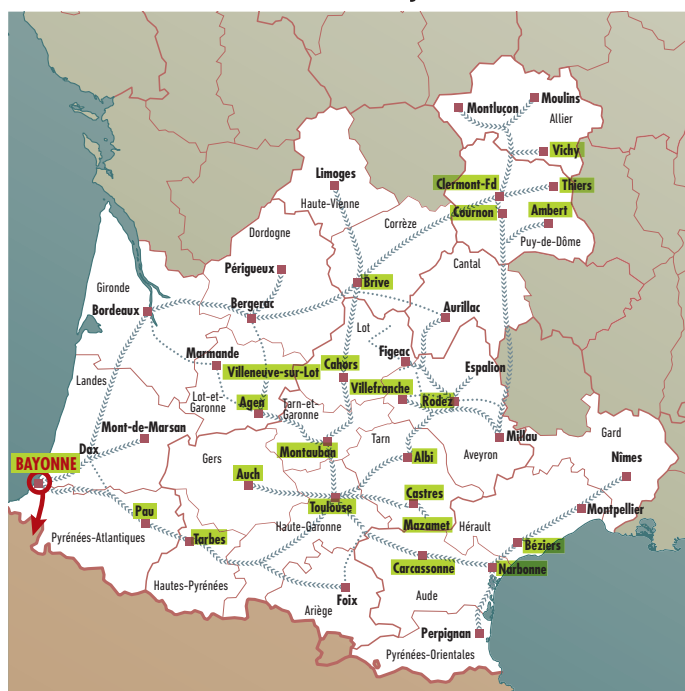 Moulins
Montluçon
Allier
Vichy
Limoges
Clermont-Fd
Thiers
Haute-Vienne
Cournon
Ambert
Corrèze
Dordogne
Puy-de-Dôme
Périgueux
Cantal
Gironde
Brive
Bordeaux
Bergerac
Aurillac
Lot
Marmande
Figeac
Espalion
Villeneuve-sur-Lot
Cahors
Landes
Villefranche
Lot-et-
Garonne
Agen
Tarn-et-
Garonne
Rodez
Mont-de-Marsan
Millau
Gard
Dax
Tarn
Montauban
Gers
Albi
Aveyron
Nîmes
BAYONNE
Auch
Castres
Toulouse
Montpellier
Pau
Mazamet
Hérault
Haute-Garonne
Pyrénées-Atlantiques
Tarbes
Béziers
Carcassonne
Narbonne
Hautes-Pyrénées
Foix
Aude
Ariège
Perpignan
Pyrénées-Orientales